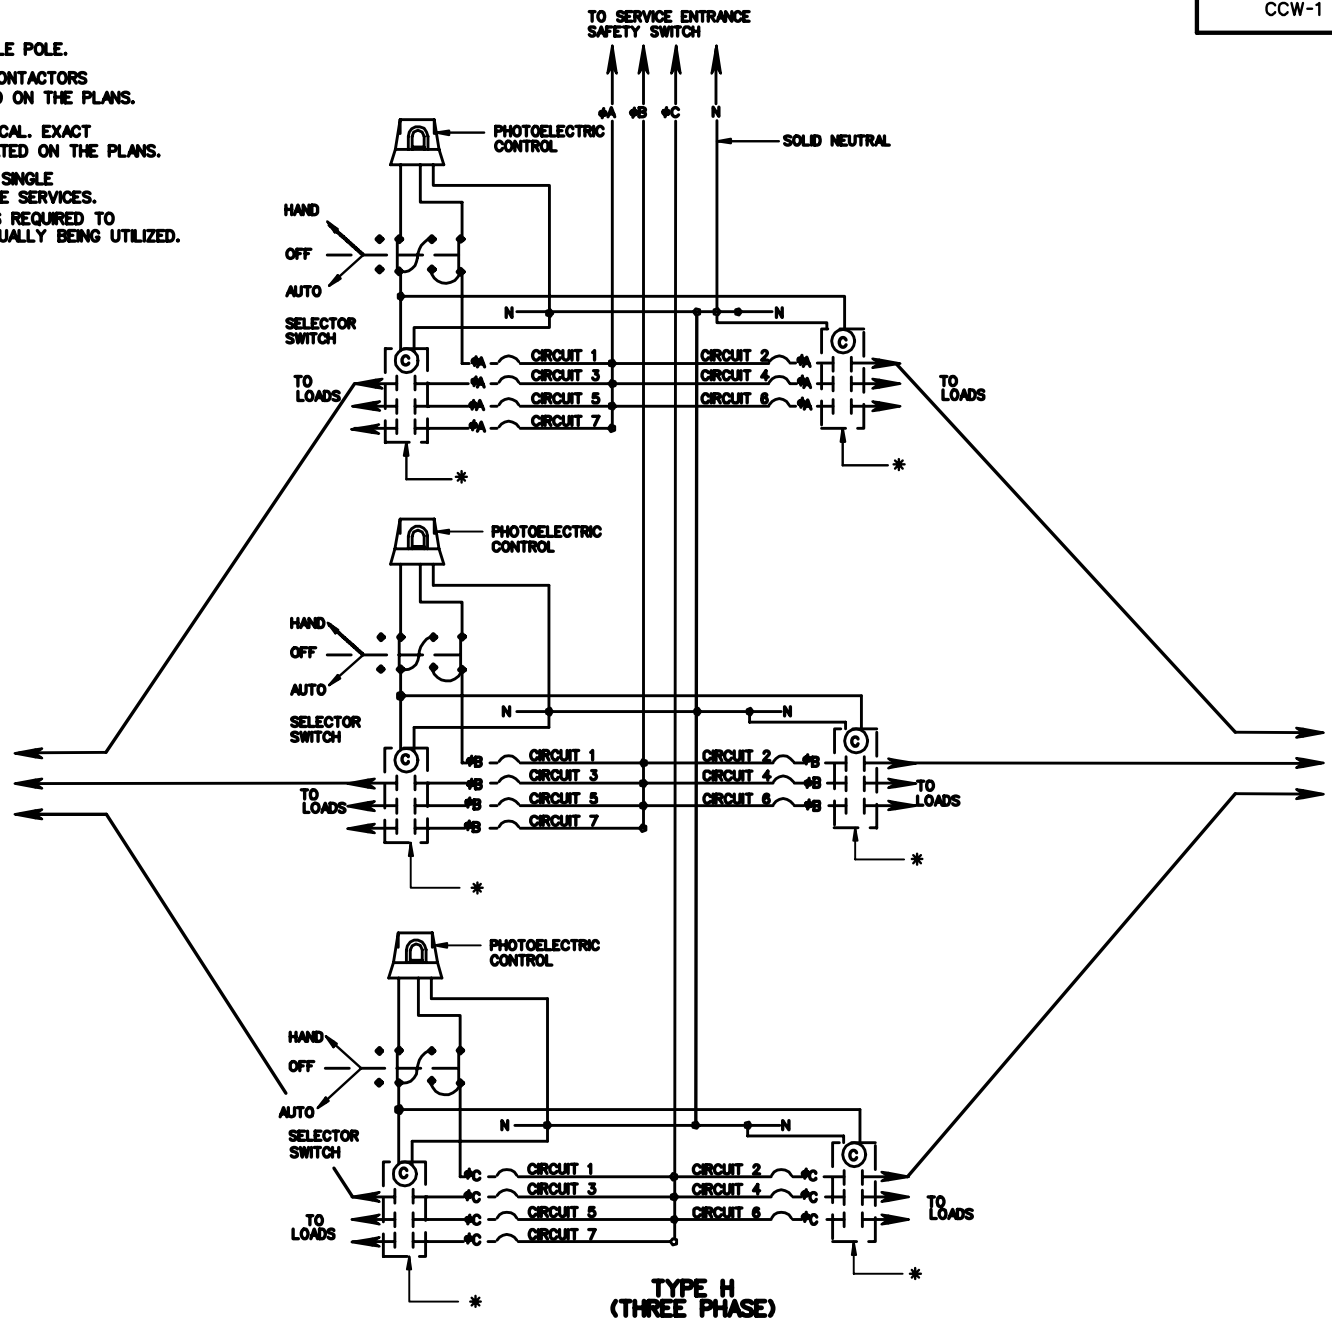 CCW-1
LE POLE.
ONTACTORS
D ON THE PLANS.
CAL. EXACT
TED ON THE PLANS.
SINGLE
E SERVICES.
S REQUIRED TO
UALLY BEING UTILIZED.
TO SERVICE ENTRANCE
SAFETY SWITCH
φA φB φC N
PHOTOELECTRIC
CONTROL
SOLID NEUTRAL
HAND
OFF
AUTO
SELECTOR
SWITCH
N N
C C
φA CIRCUIT 1 CIRCUIT 2 φA
φA CIRCUIT 3 CIRCUIT 4 φA
φA CIRCUIT 5 CIRCUIT 6 φA
φA CIRCUIT 7
TO
LOADS
TO
LOADS
* *
PHOTOELECTRIC
CONTROL
HAND
OFF
AUTO
SELECTOR
SWITCH
N N
C C
φB CIRCUIT 1 CIRCUIT 2 φB
φB CIRCUIT 3 CIRCUIT 4 φB
φB CIRCUIT 5 CIRCUIT 6 φB
φB CIRCUIT 7
TO
LOADS
TO
LOADS
* *
PHOTOELECTRIC
CONTROL
HAND
OFF
AUTO
SELECTOR
SWITCH
N N
C C
φC CIRCUIT 1 CIRCUIT 2 φC
φC CIRCUIT 3 CIRCUIT 4 φC
φC CIRCUIT 5 CIRCUIT 6 φC
φC CIRCUIT 7
TO
LOADS
TO
LOADS
* *
TYPE H
(THREE PHASE)